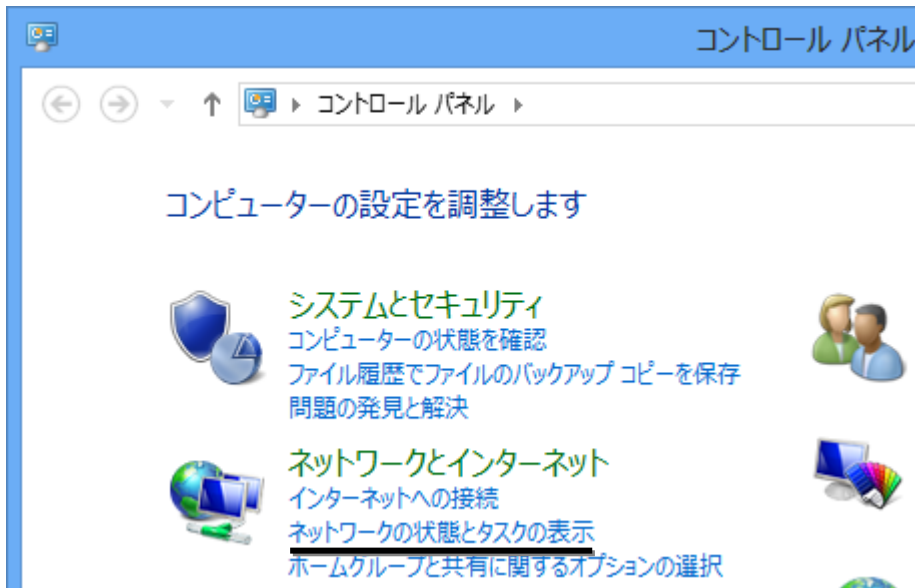 コントロール パネル
コントロール パネル
コンピューターの設定を調整します
システムとセキュリティ
コンピューターの状態を確認
ファイル履歴でファイルのバックアップ コピーを保存
問題の発見と解決
ネットワークとインターネット
インターネットへの接続
ネットワークの状態とタスクの表示
ホームグループと共有に関するオプションの選択